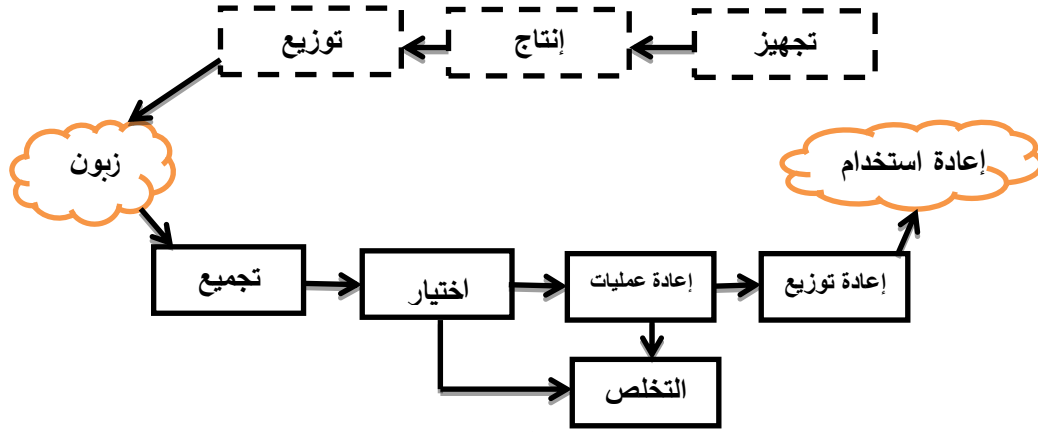 تجهيز
إنتاج
توزيع
زبون
إعادة استخدام
تجميع
اختيار
إعادة عمليات
إعادة توزيع
التخلص